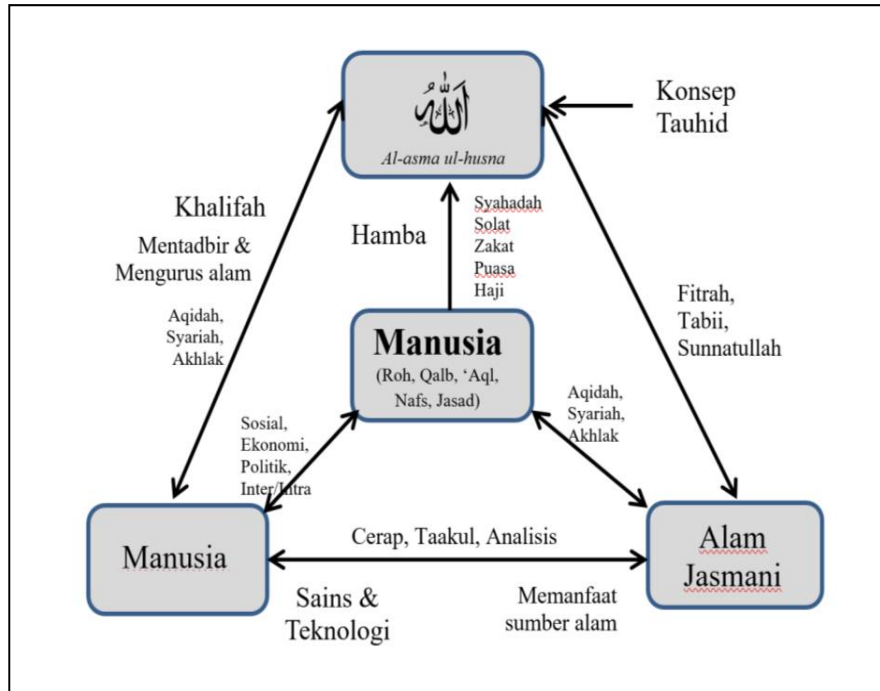 اللّٰهُ
Al-asma ul-husna
Konsep
Tauhid
Khalifah
Mentadbir &
Mengurus alam
Aqidah,
Syariah,
Akhlak
Hamba
Syahadah
Solat
Zakat
Puasa
Haji
Fitrah,
Tabii,
Sunnatullah
Manusia
(Roh, Qalb, ‘Aql,
Nafs, Jasad)
Sosial,
Ekonomi,
Politik,
Inter/Intra
Aqidah,
Syariah,
Akhlak
Manusia
Cerap, Taakul, Analisis
Alam
Jasmani
Sains &
Teknologi
Memanfaat
sumber alam